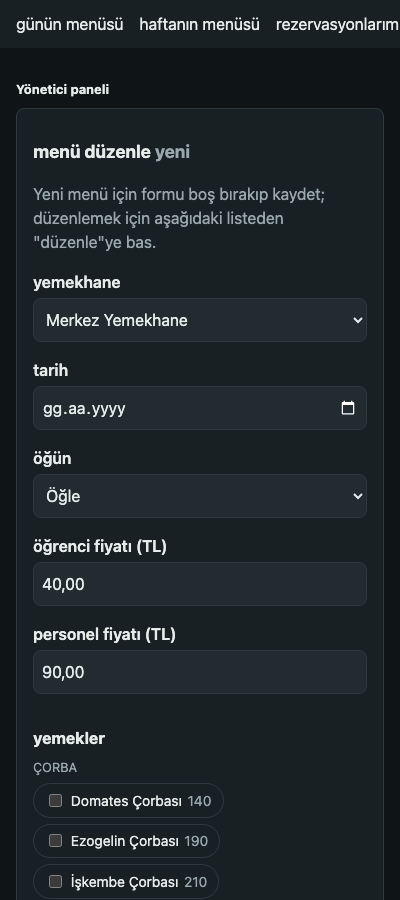 günün menüsü haftanın menüsü rezervasyonlarım
Yönetici paneli
menü düzenle yeni
Yeni menü için formu boş bırakıp kaydet;
düzenlemek için aşağıdaki listeden
"düzenle"ye bas.
yemekhane
Merkez Yemekhane
tarih
gg.aa.yyyy
öğün
Öğle
öğrenci fiyatı (TL)
40,00
personel fiyatı (TL)
90,00
yemekler
ÇORBA
Domates Çorbası 140
Ezogelin Çorbası 190
İşkembe Çorbası 210